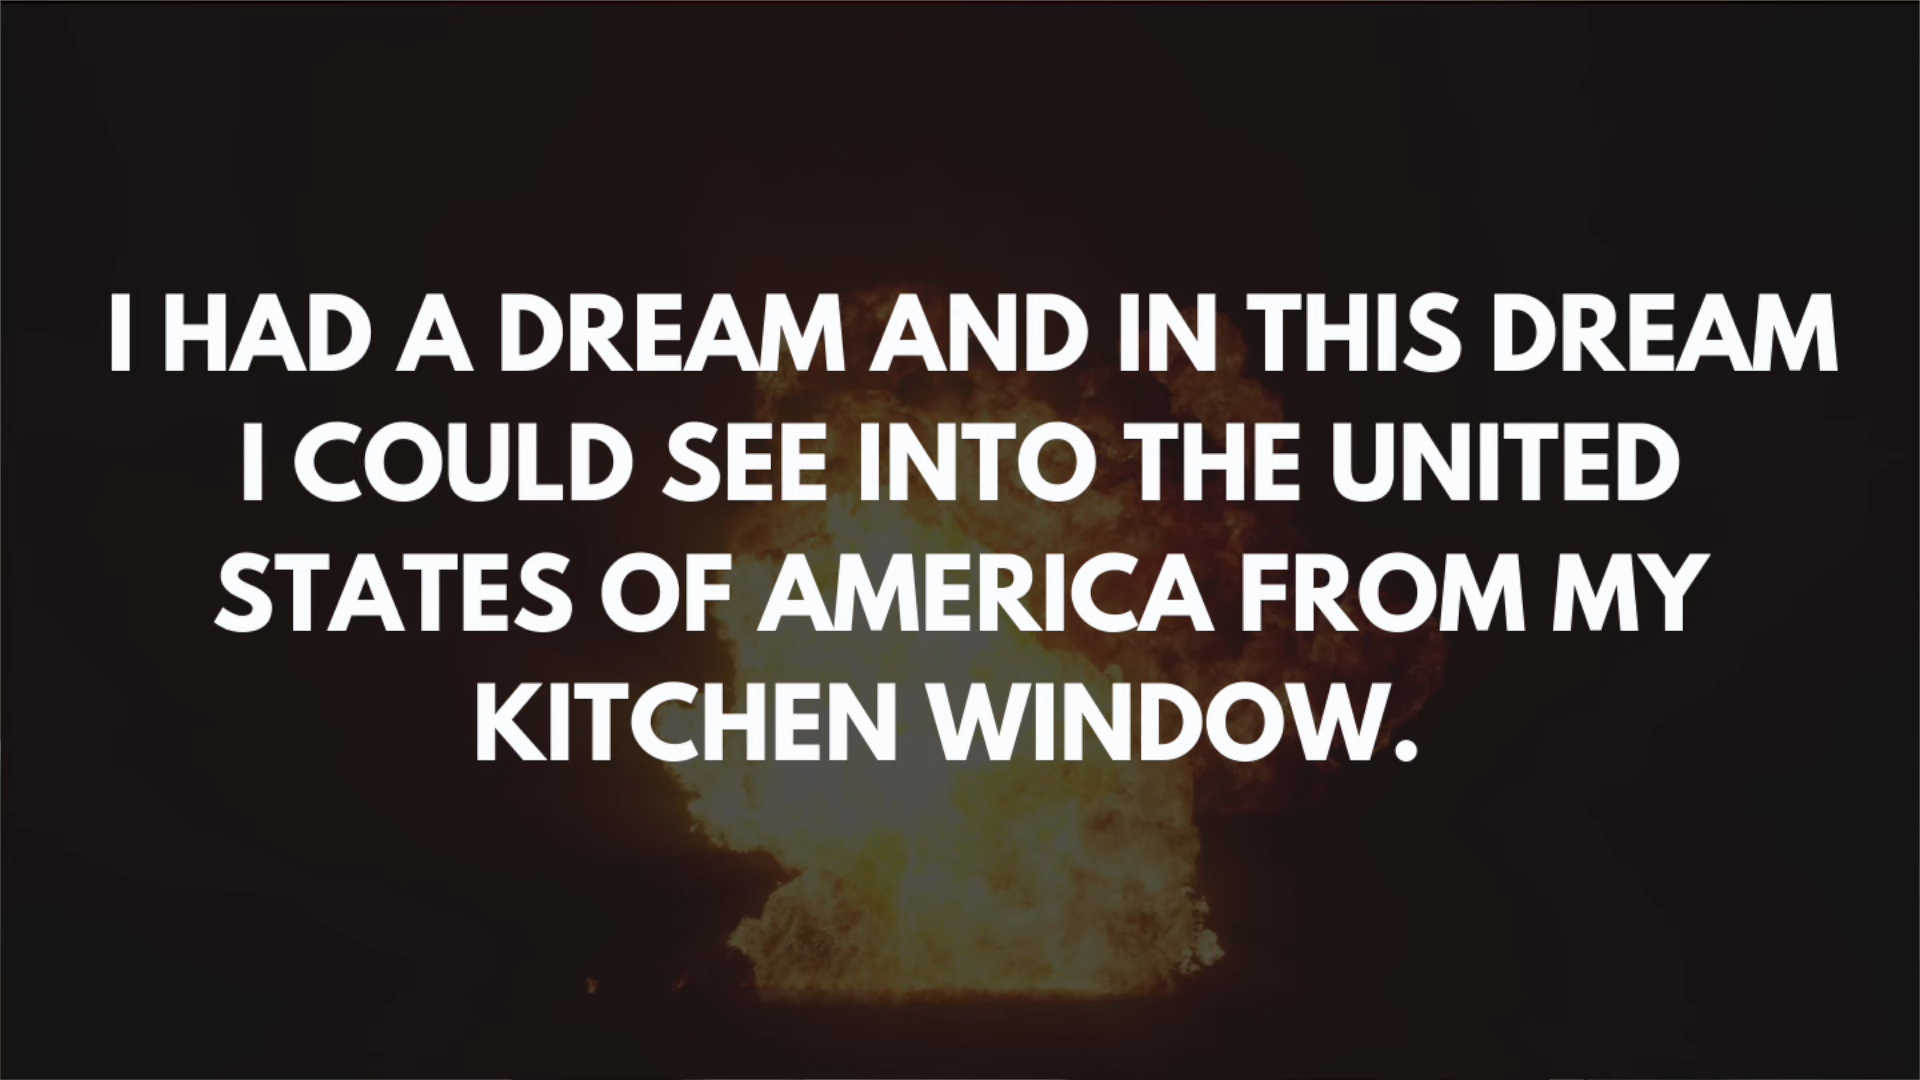 I HAD A DREAM AND IN THIS DREAM
I COULD SEE INTO THE UNITED
STATES OF AMERICA FROM MY
KITCHEN WINDOW.